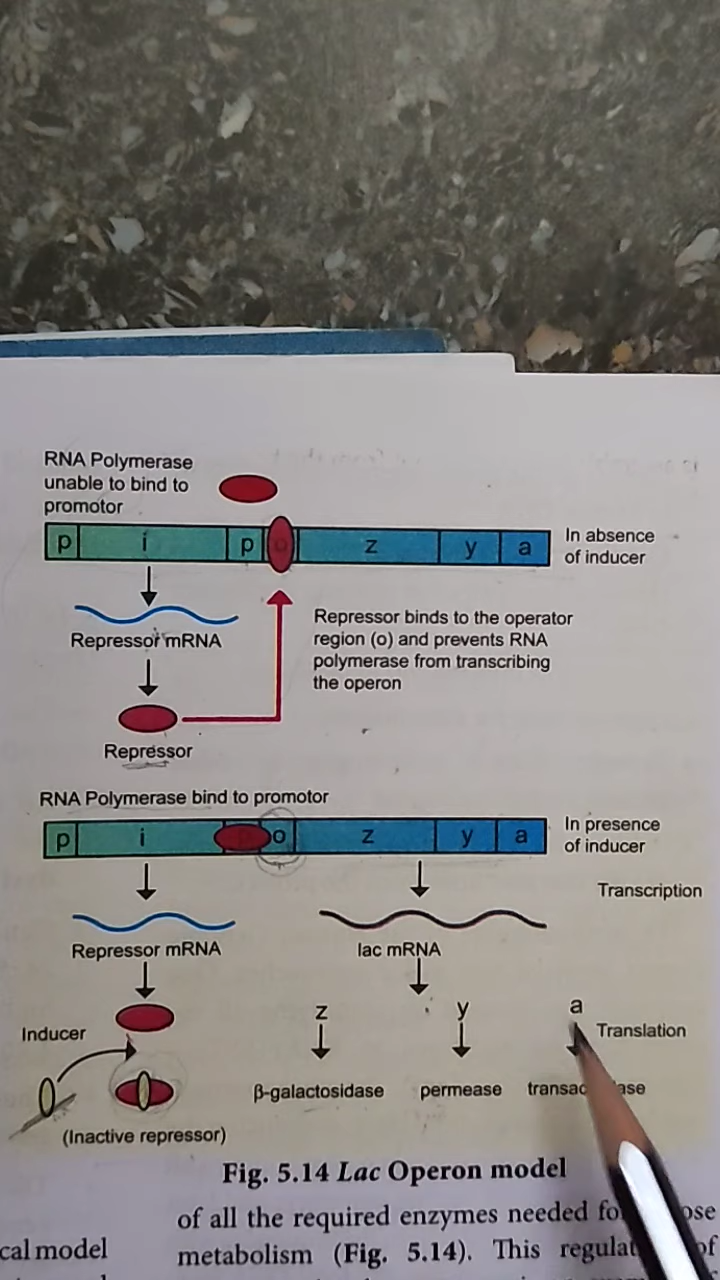 RNA Polymerase
unable to bind to
promotor
p i p z y a
In absence
of inducer
Repressor mRNA
Repressor binds to the operator
region (o) and prevents RNA
polymerase from transcribing
the operon
Repressor
RNA Polymerase bind to promotor
p i o z y a
In presence
of inducer
Transcription
Repressor mRNA
lac mRNA
z y a
Translation
Inducer
β-galactosidase permease
(Inactive repressor)
Fig. 5.14 Lac Operon model
of all the required enzymes needed
cal model
metabolism (Fig. 5.14). This of